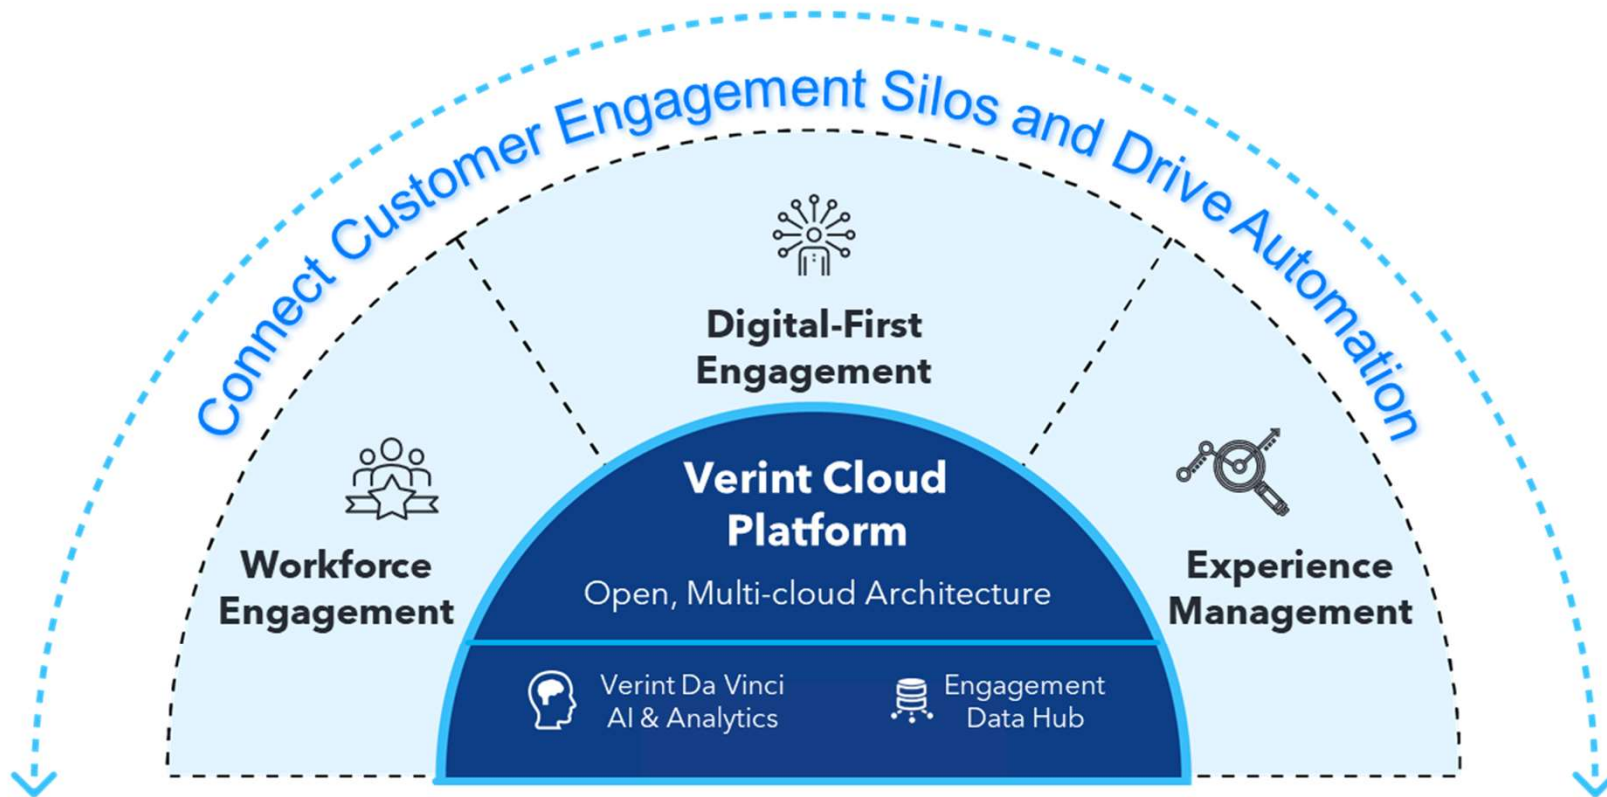 Connect Customer Engagement Silos and Drive Automation
Digital-First
Engagement
Workforce
Engagement
Experience
Management
Verint Cloud
Platform
Open, Multi-cloud Architecture
Verint Da Vinci
AI & Analytics
Engagement
Data Hub